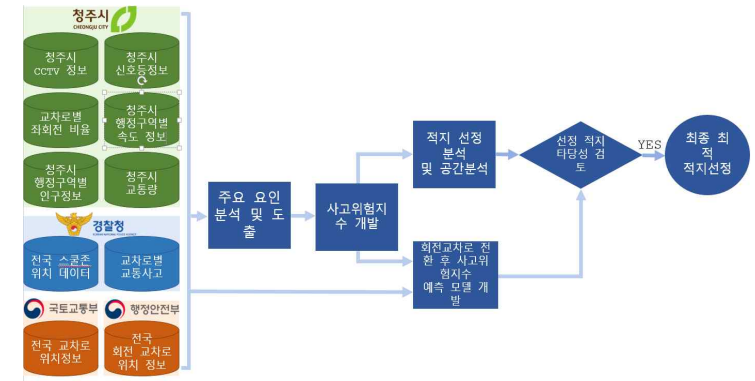 청주시
CHEONGJU CITY
청주시
CCTV 정보
청주시
신호등정보
교차로별
좌회전 비율
청주시
행정구역별
속도 정보
청주시
행정구역별
인구정보
청주시
교통량
경찰청
전국 스쿨존
위치 데이터
교차로별
교통사고
국토교통부
행정안전부
전국 교차로
위치정보
전국
회전 교차로
위치 정보
주요 요인
분석 및 도
출
사고위험지
수 개발
적지 선정
분석
및 공간분석
회전교차로 전
환 후 사고위
험지수
예측 모델 개
발
선정 적지
타당성 검
토
YES
최종 최
적
적지선정